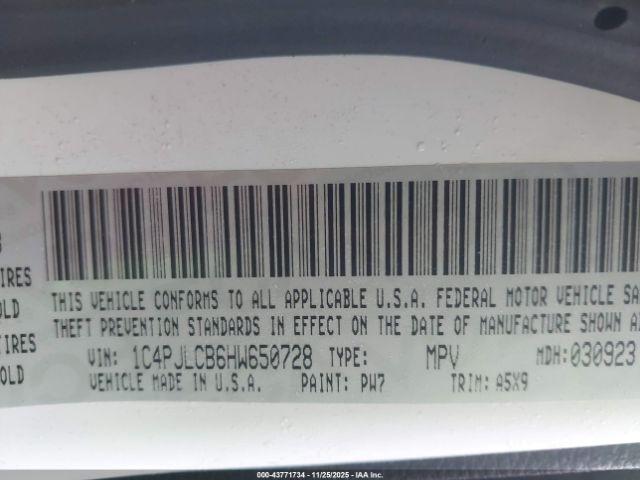 IRES
OLD
TIRES
OLD
THIS VEHICLE CONFORMS TO ALL APPLICABLE U.S.A. FEDERAL MOTOR VEHICLE SA
THEFT PREVENTION STANDARDS IN EFFECT ON THE DATE OF MANUFACTURE SHOWN A
VIN: 1C4PJLCB6HW650728 TYPE: MPV MDH:030923
VEHICLE MADE IN U.S.A. PAINT: PW7 TRIM: A5X9
000-43771734 | 11/25/2025 - IAA Inc.